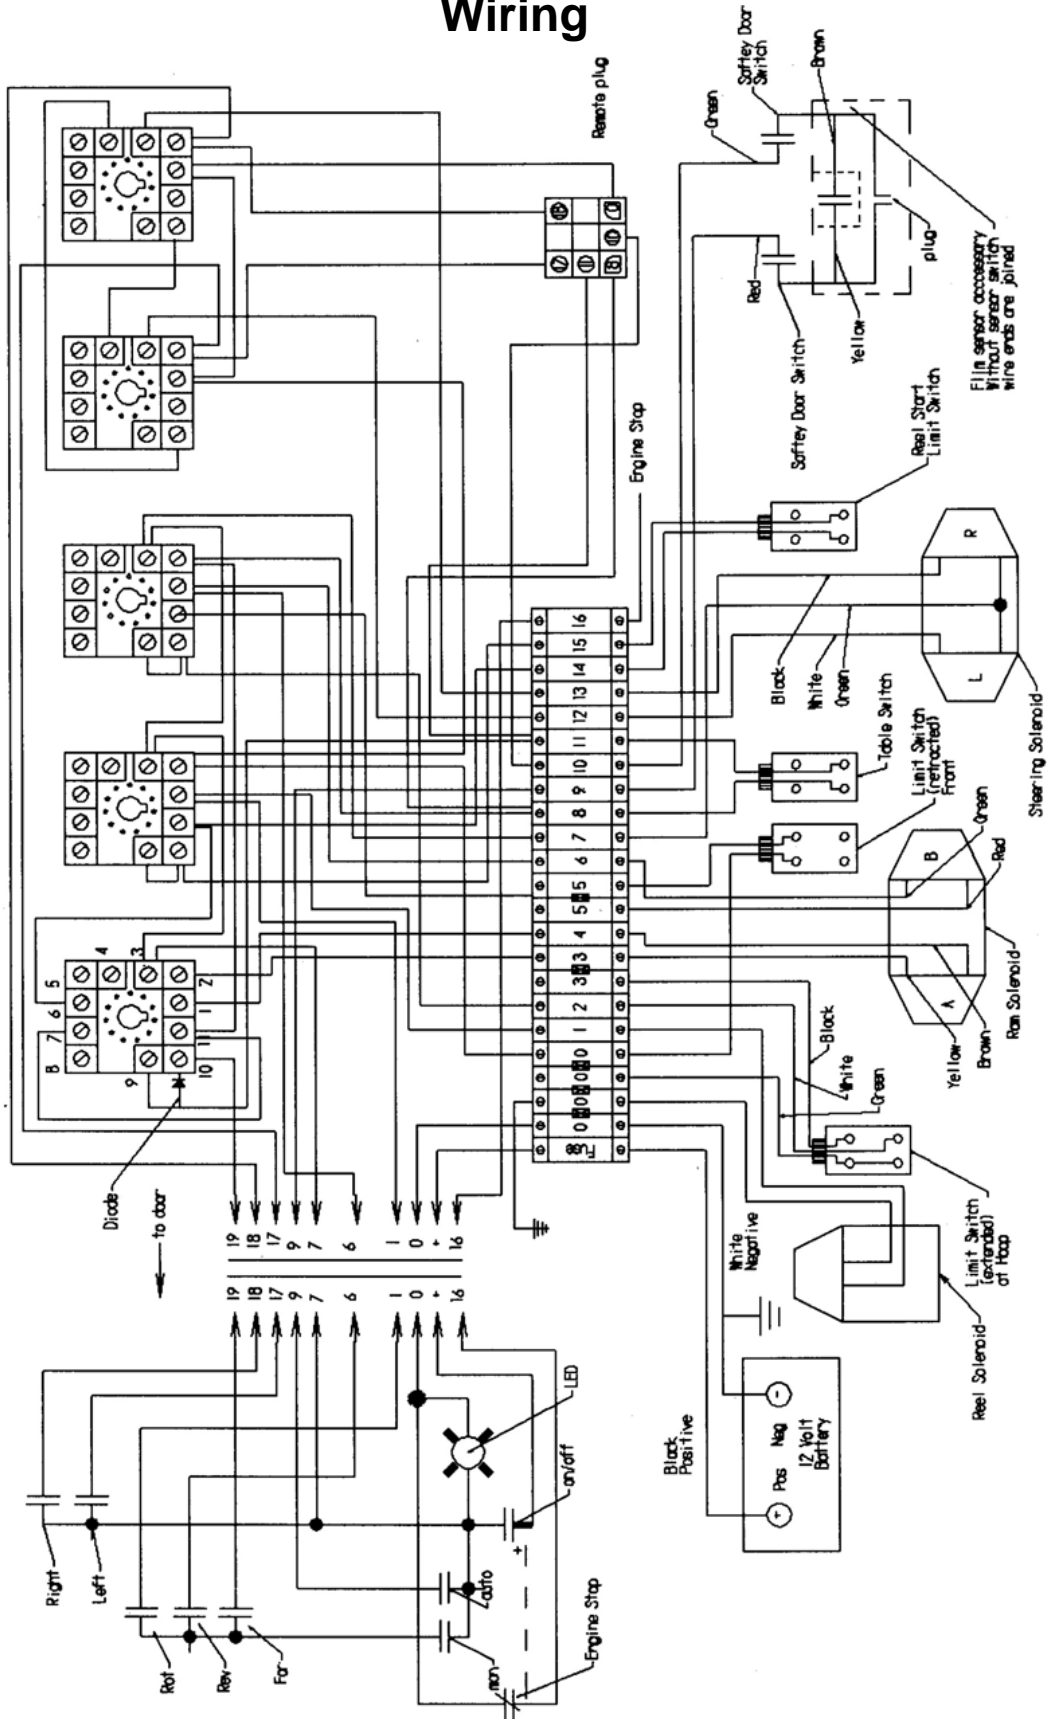 Wiring
Remote plug
Green
Saftey Door
Switch
Brown
plug
Film sensor acccessory
Without sensor switch
wire ends are joined
Red
Yellow
Saftey Door Switch
Engine Stop
Reel Start
Limit Switch
R
L
Black
White
Green
Steering Solenoid
Table Switch
Limit Switch
(retracted)
Front
Green
Red
B
A
Ram Solenoid
Yellow
Brown
Black
White
Green
Limit Switch
(extended)
at Hoop
Reel Solenoid
White
Negative
Black
Positive
Pos
Neg
12 Volt
Battery
+
-
16
15
14
13
12
11
10
9
8
7
6
5
5
4
3
3
2
1
0
0
0
0
5
4
3
2
6
7
8
9
1
11
10
Diode
to door
19
18
17
9
7
6
1
0
+
16
19
18
17
9
7
6
1
0
+
16
LED
on/off
+
auto
man
Engine Stop
Right
Left
Rot
Rev
For